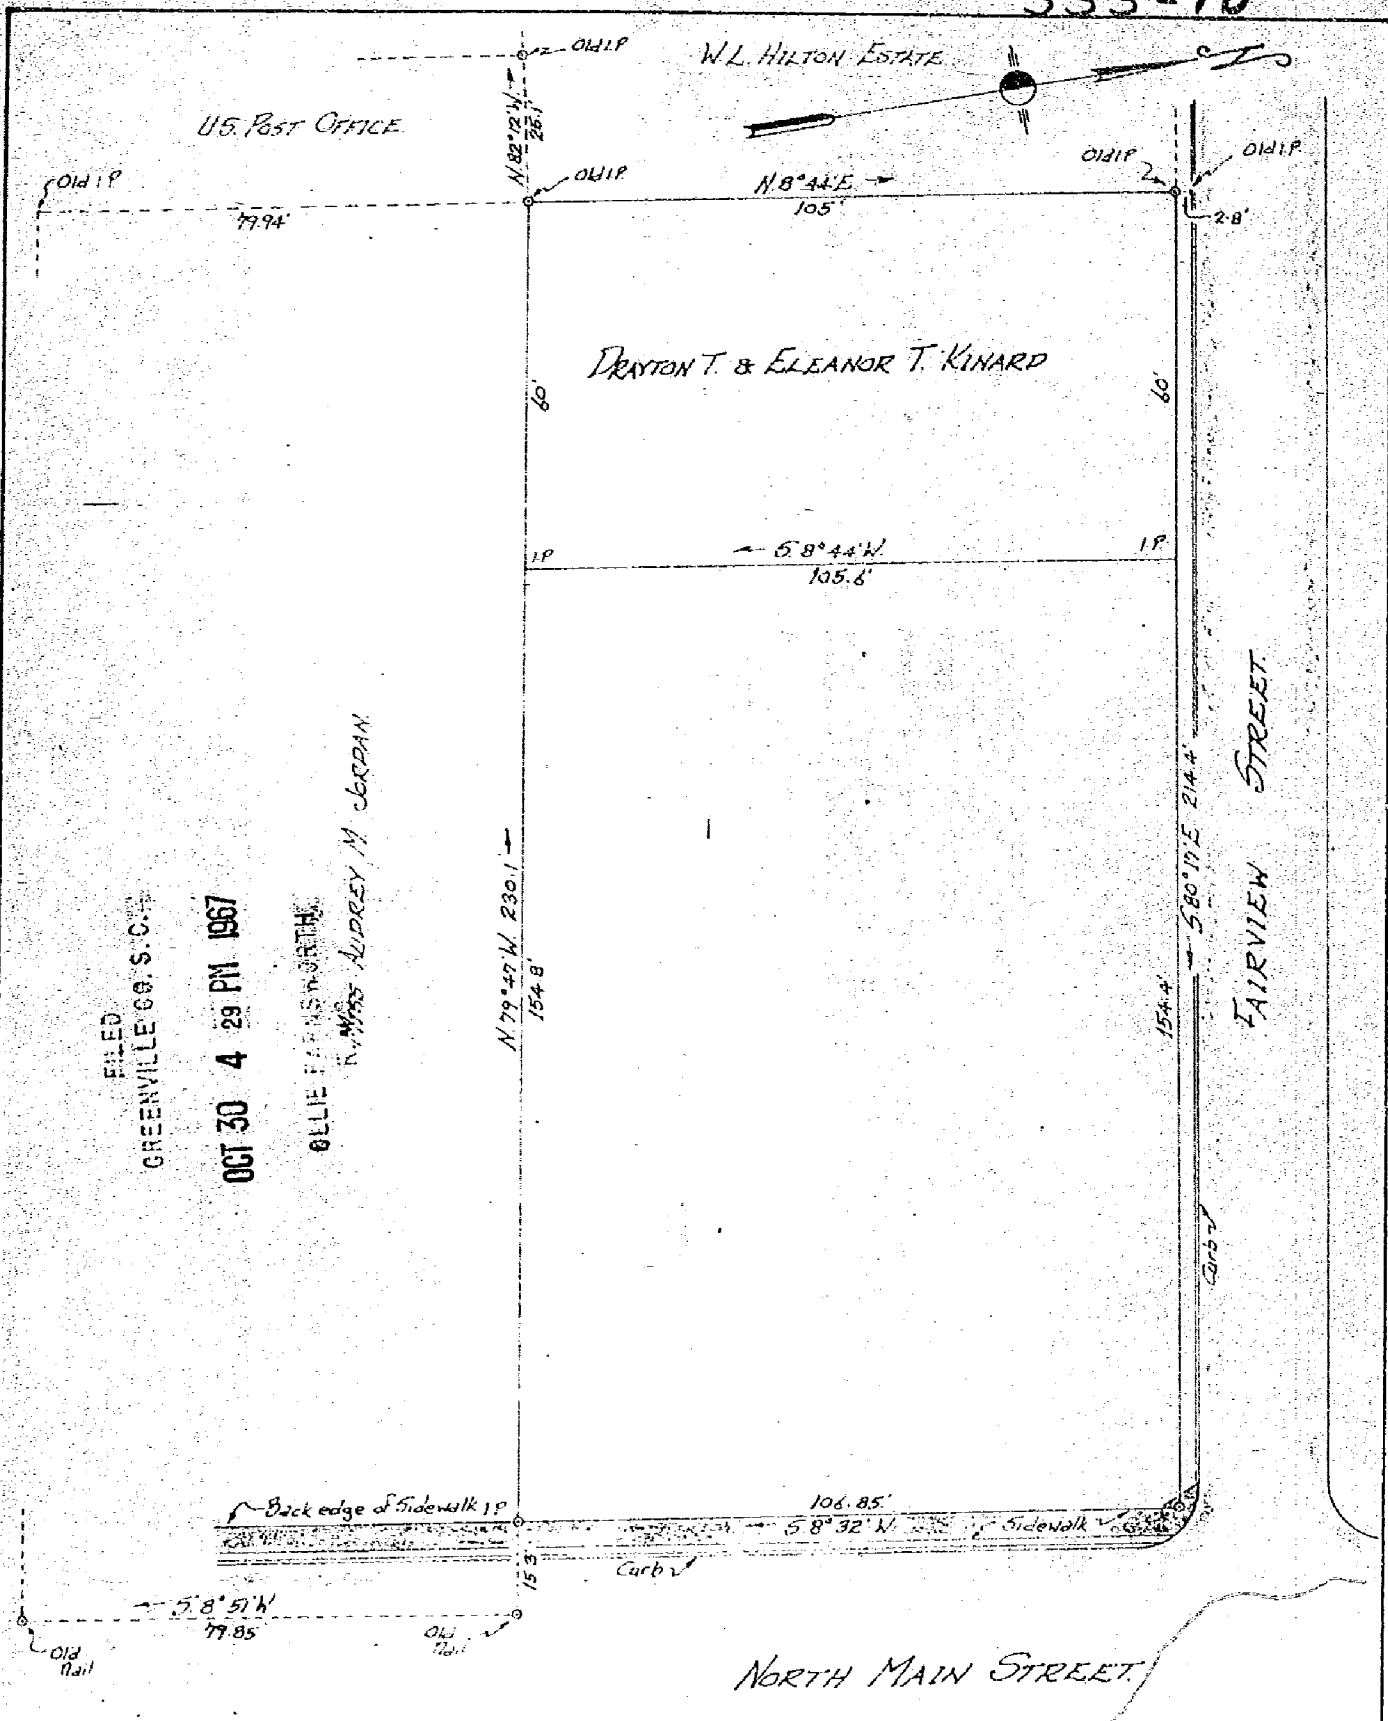 Old I.P.
W.L. HILTON ESTATE
U.S. POST OFFICE
N.82°12'W.
25.1'
Old I.P.
Old I.P.
79.94'
N.8°44'E.
105'
Old I.P.
Old I.P.
2.8'
DRAYTON T. & ELEANOR T. KINARD
60'
60'
I.P.
S.8°44'W.
105.6'
I.P.
MISS AUDREY M. JORDAN
N.79°47'W. 230.1
154.8'
S.80°17'E. 214.4'
154.4'
FAIRVIEW STREET
FILED
GREENVILLE CO. S. C.
OCT 30 4 29 PM 1967
OLLIE FARNSWORTH
Curb
Back edge of Sidewalk I.P.
106.85'
S.8°32'W.
Sidewalk
Curb
15.3
S.8°51'W
79.85'
Old
nail
Old
nail
NORTH MAIN STREET